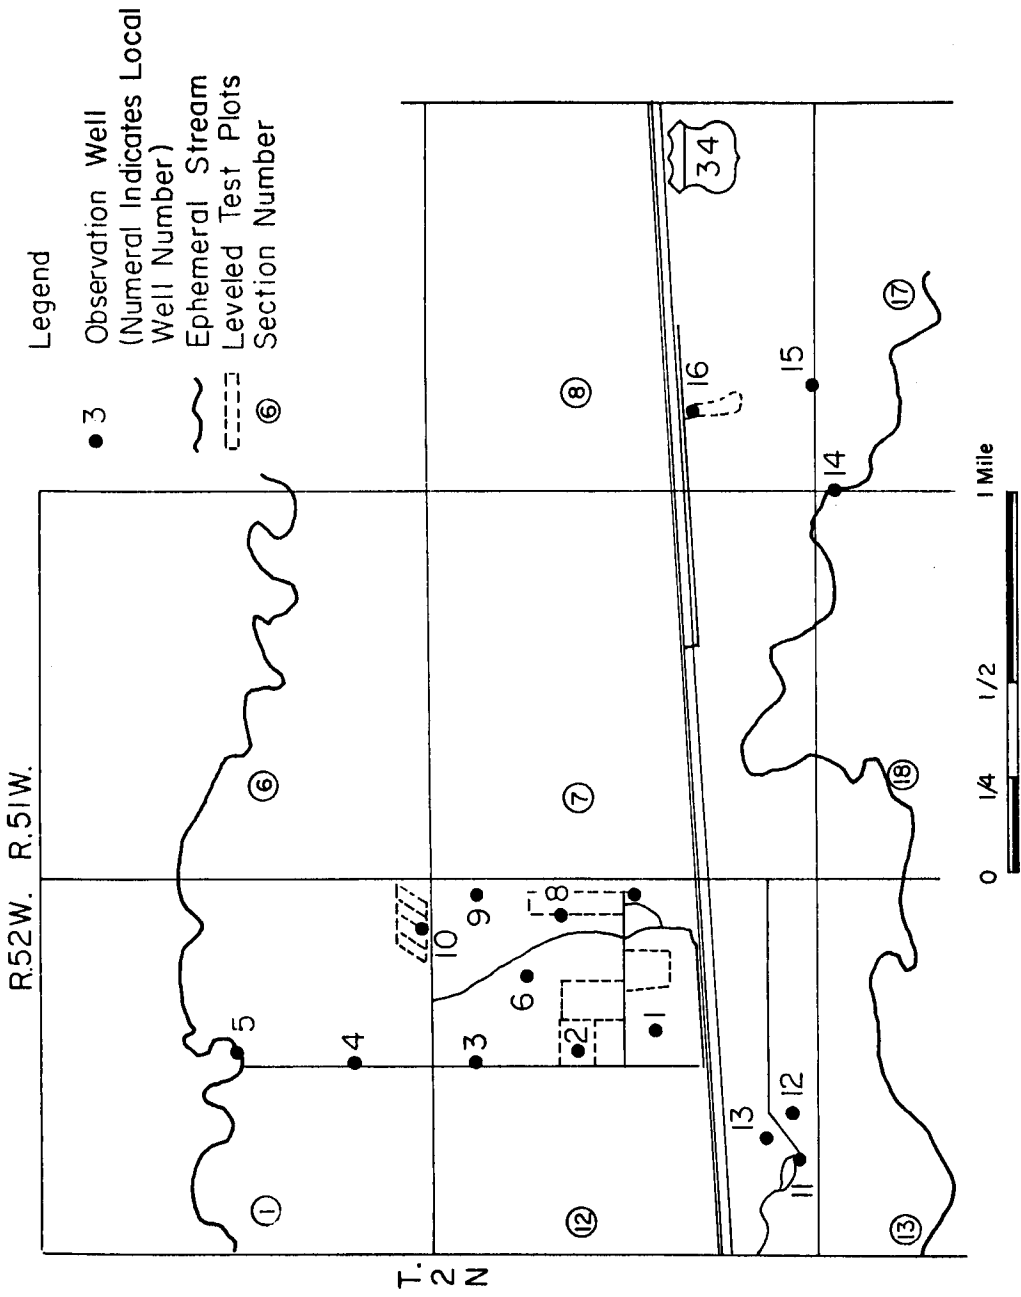 Legend
3
Observation Well
(Numeral Indicates Local
Well Number)
Ephemeral Stream
Leveled Test Plots
6
Section Number
R.52W. R.51W.
T.
2
N
1
6
5
4
10
9
3
6
8
2
1
12
7
8
34
16
13
12
11
15
14
13
18
17
0 1/4 1/2 1 Mile